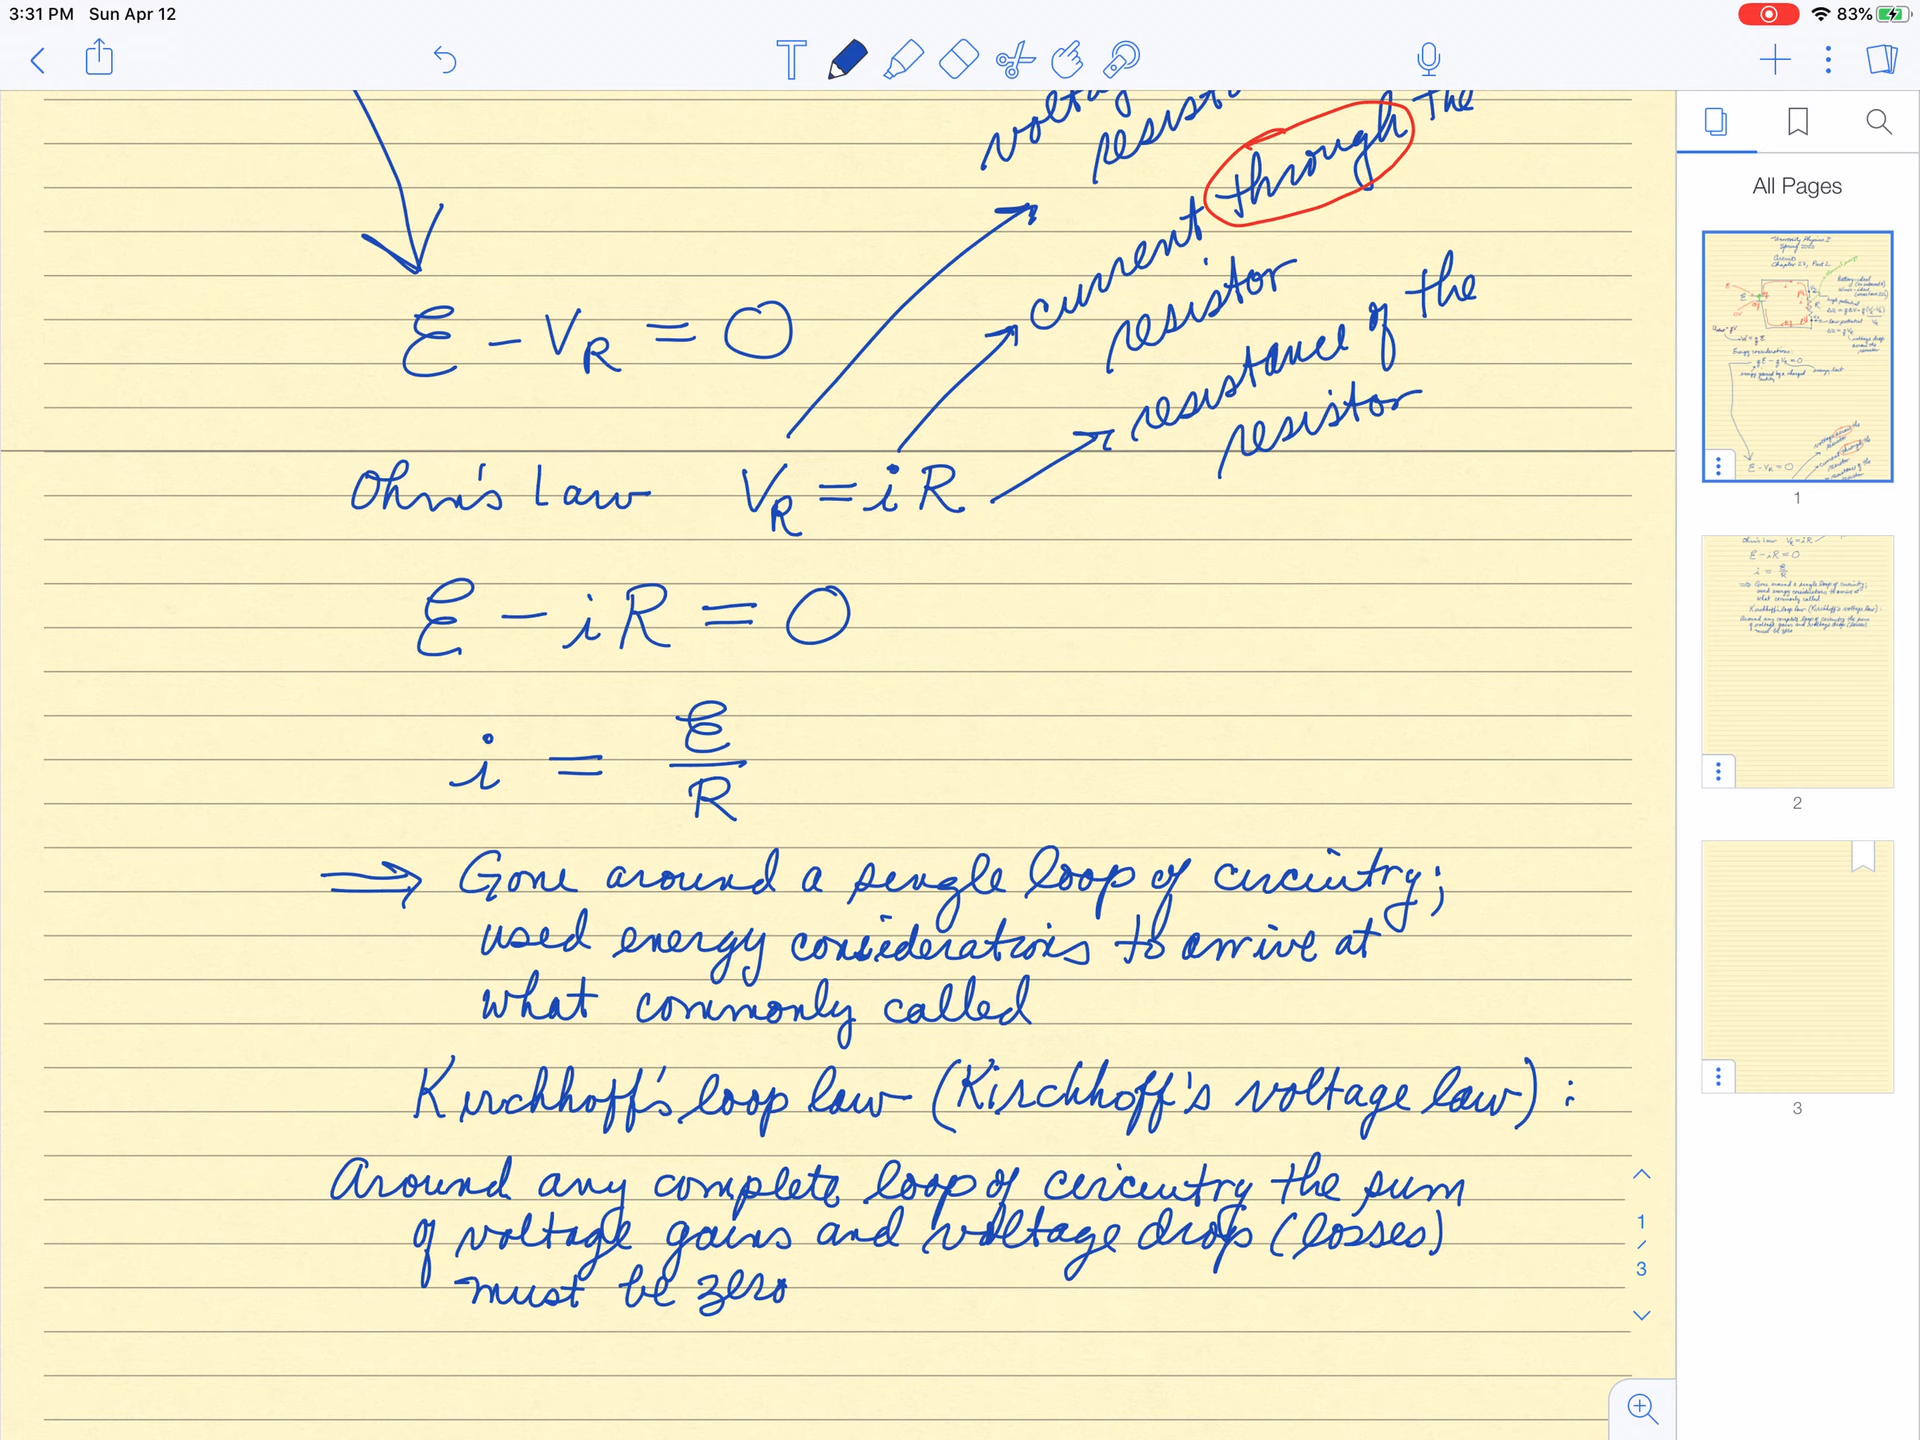 3:31 PM Sun Apr 12
83%
All Pages
the
current through
resistor
resistance of the
resistor
ℰ - V_R = 0
Ohm's Law V_R = iR
ℰ - iR = 0
i = ℰ/R
⇒ Gone around a single loop of circuitry;
used energy considerations to arrive at
what commonly called
Kirchhoff's loop law (Kirchhoff's voltage law):
Around any complete loop of circuitry the sum
of voltage gains and voltage drops (losses)
must be zero
1
/
3
1
2
3